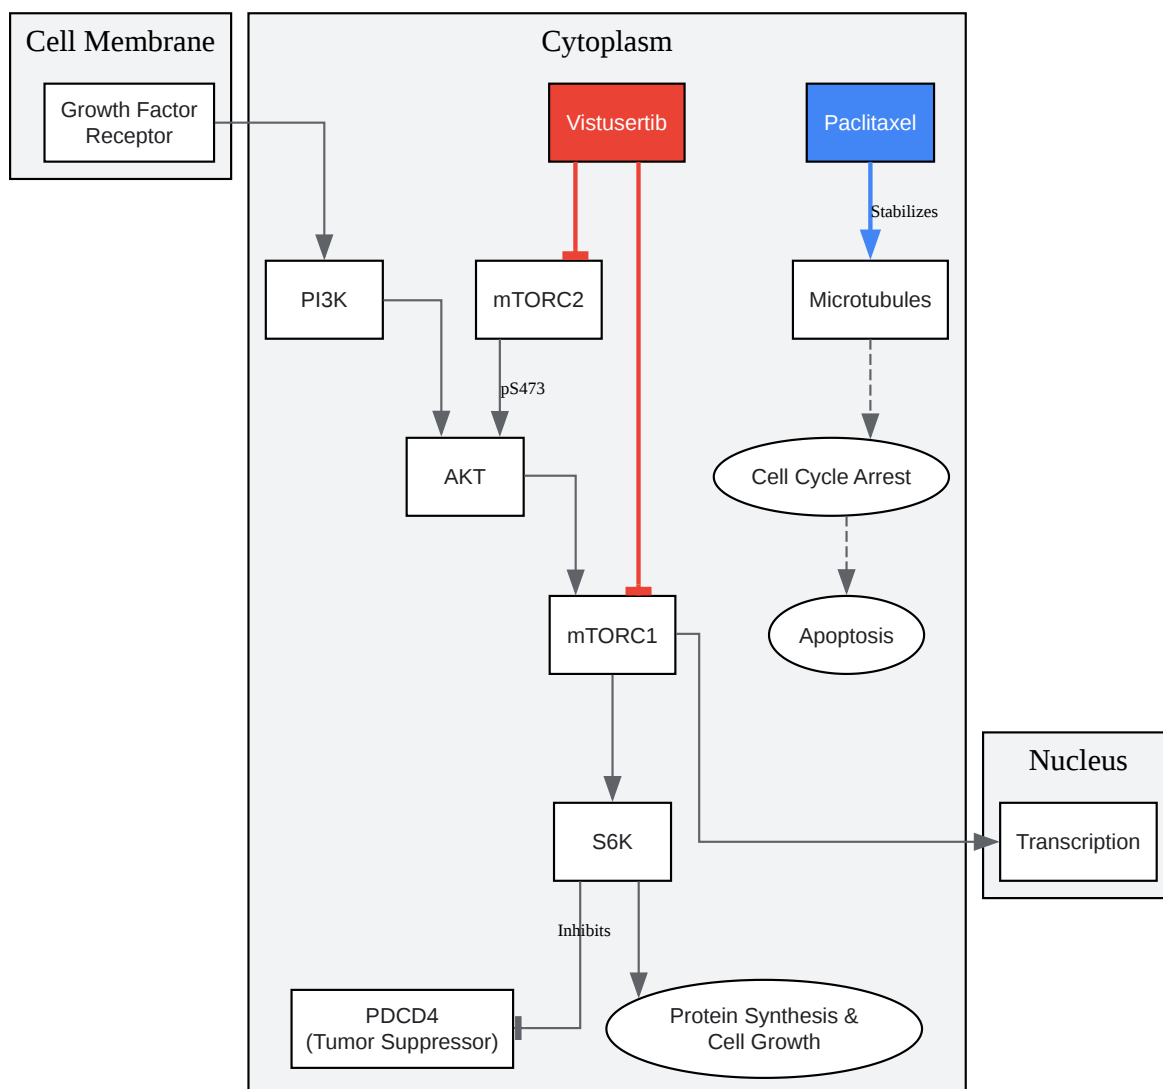 Cell Membrane
Cytoplasm
Growth Factor
Receptor
Vistusertib
Paclitaxel
Stabilizes
PI3K
mTORC2
Microtubules
pS473
AKT
Cell Cycle Arrest
mTORC1
Apoptosis
Nucleus
S6K
Transcription
Inhibits
PDCD4
(Tumor Suppressor)
Protein Synthesis &
Cell Growth